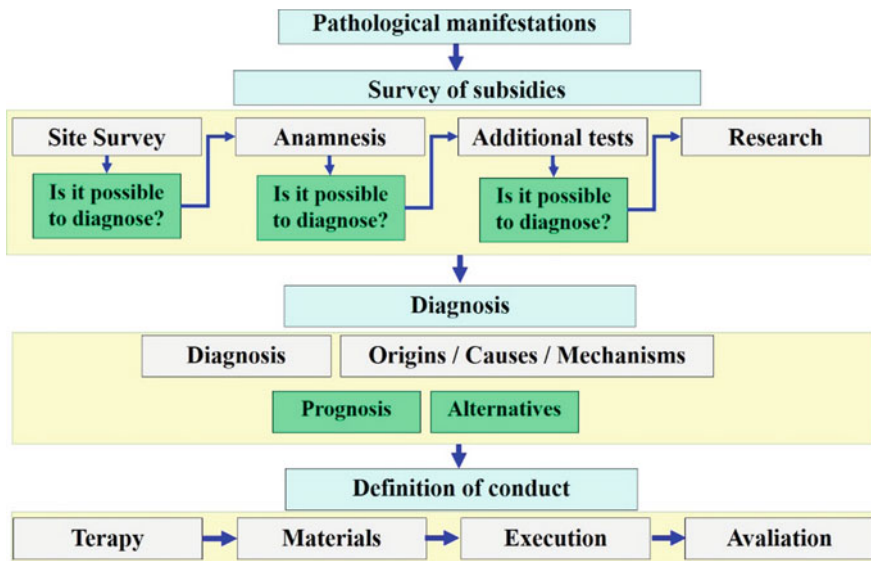 Pathological manifestations
Survey of subsidies
Site Survey
Anamnesis
Additional tests
Research
Is it possible
to diagnose?
Is it possible
to diagnose?
Is it possible
to diagnose?
Diagnosis
Diagnosis
Origins / Causes / Mechanisms
Prognosis
Alternatives
Definition of conduct
Terapy
Materials
Execution
Avaliation